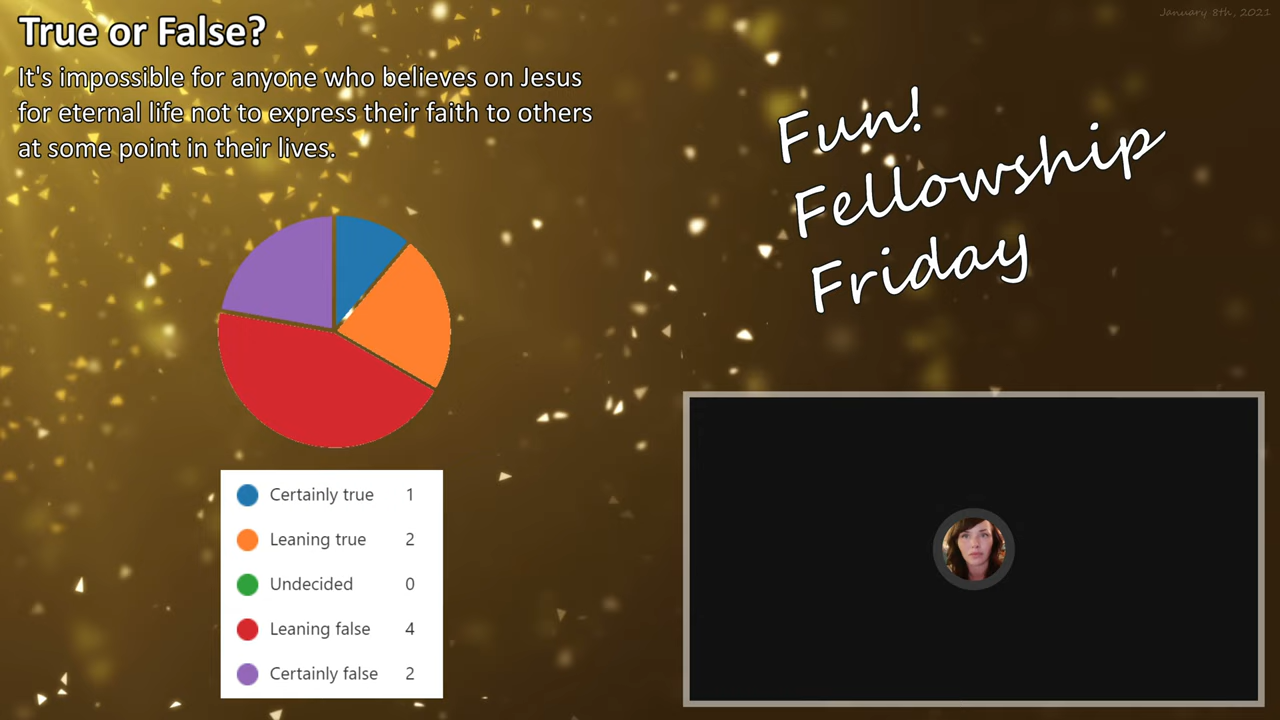 True or False?
It's impossible for anyone who believes on Jesus
for eternal life not to express their faith to others
at some point in their lives.
January 8th, 2021
Fun!
Fellowship
Friday
Certainly true 1
Leaning true 2
Undecided 0
Leaning false 4
Certainly false 2